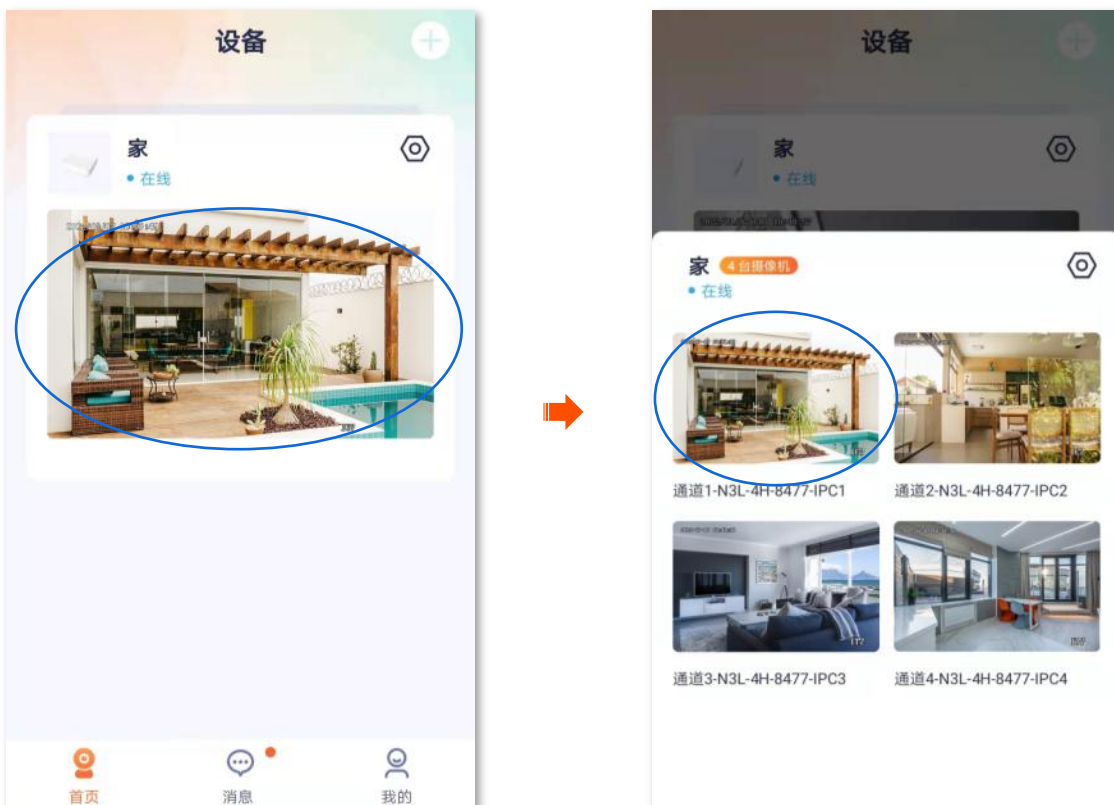 设备
家
在线
首页
消息
我的
设备
家
在线
家
4 台摄像机
在线
通道1-N3L-4H-8477-IPC1
通道2-N3L-4H-8477-IPC2
通道3-N3L-4H-8477-IPC3
通道4-N3L-4H-8477-IPC4